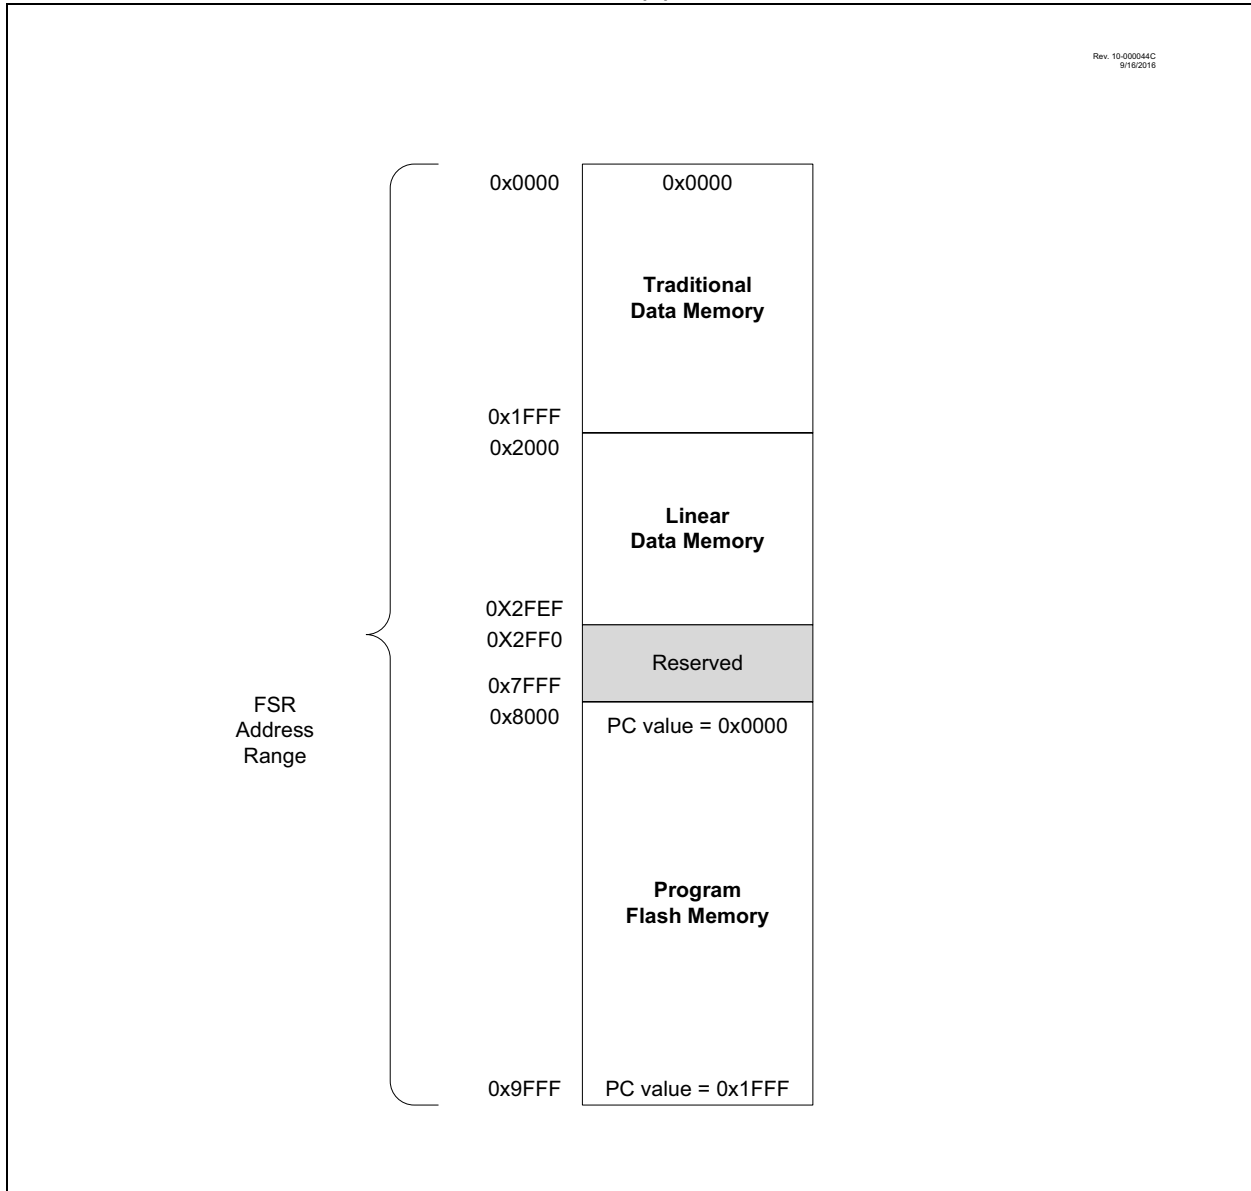 Rev. 10-000044C
9/16/2016
0x0000
0x0000
Traditional
Data Memory
0x1FFF
0x2000
Linear
Data Memory
0X2FEF
0X2FF0
Reserved
0x7FFF
0x8000
PC value = 0x0000
FSR
Address
Range
Program
Flash Memory
0x9FFF
PC value = 0x1FFF